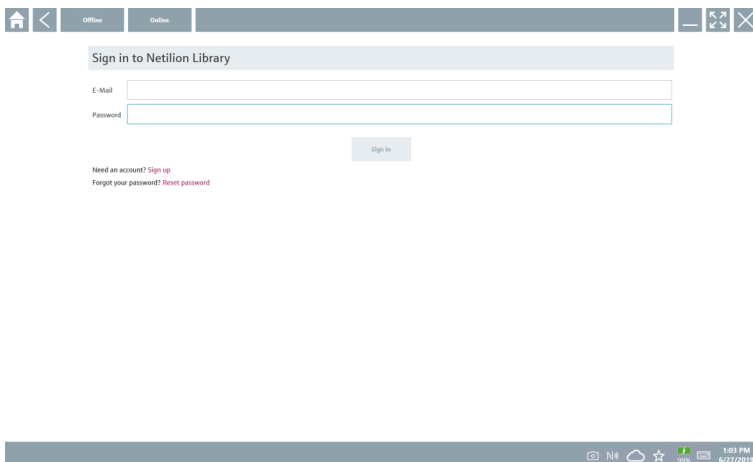 Offline Online
Sign in to Netilion Library
E-Mail
Password
Sign in
Need an account? Sign up
Forgot your password? Reset password
N
1:03 PM